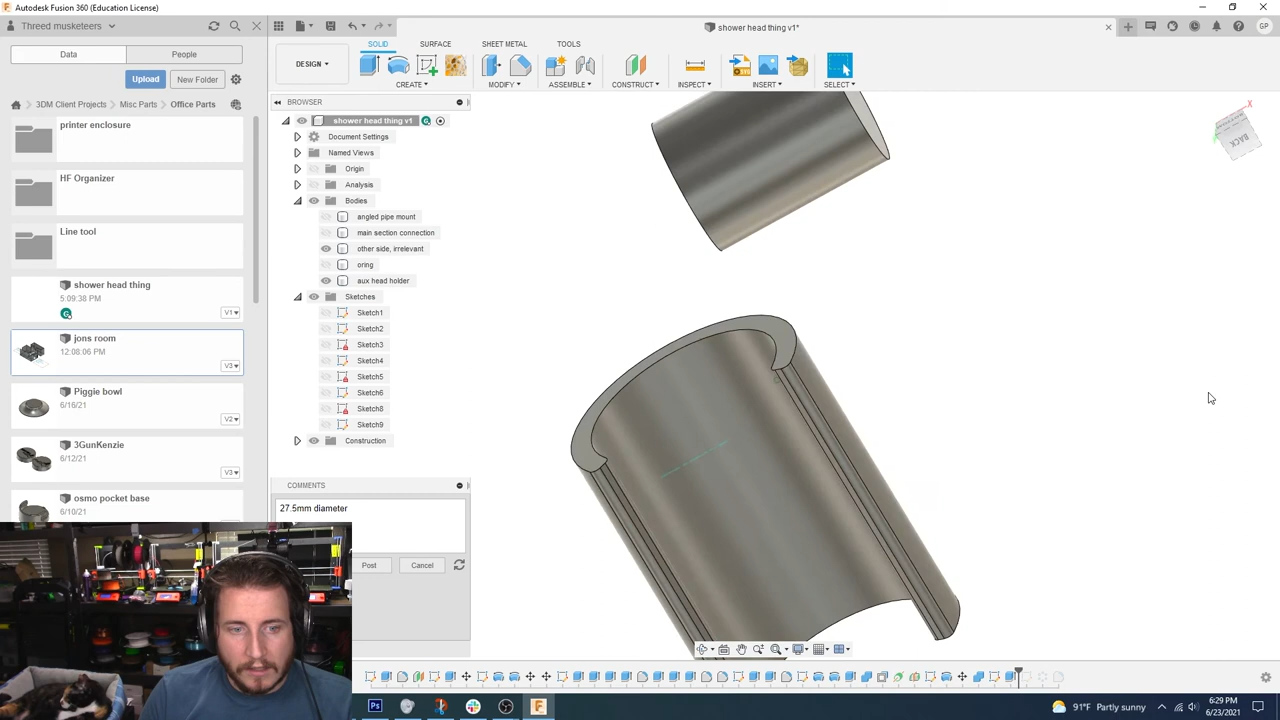 Autodesk Fusion 360 (Education License)
Threed musketeers
shower head thing v1*
GP
Data
People
DESIGN
SOLID
SURFACE
SHEET METAL
TOOLS
CREATE
MODIFY
ASSEMBLE
CONSTRUCT
INSPECT
INSERT
SELECT
Upload
New Folder
3DM Client Projects
Misc Parts
Office Parts
BROWSER
printer enclosure
HF Organizer
Line tool
shower head thing
5:09:38 PM
V1
jons room
12:08:06 PM
V3
Piggie bowl
6/16/21
V2
3GunKenzie
6/12/21
V3
osmo pocket base
6/10/21
shower head thing v1
Document Settings
Named Views
Origin
Analysis
Bodies
angled pipe mount
main section connection
other side, irrelevant
oring
aux head holder
Sketches
Sketch1
Sketch2
Sketch3
Sketch4
Sketch5
Sketch6
Sketch8
Sketch9
Construction
COMMENTS
27.5mm diameter
Post
Cancel
BACK
X
91°F Partly sunny
6:29 PM
6/23/2021